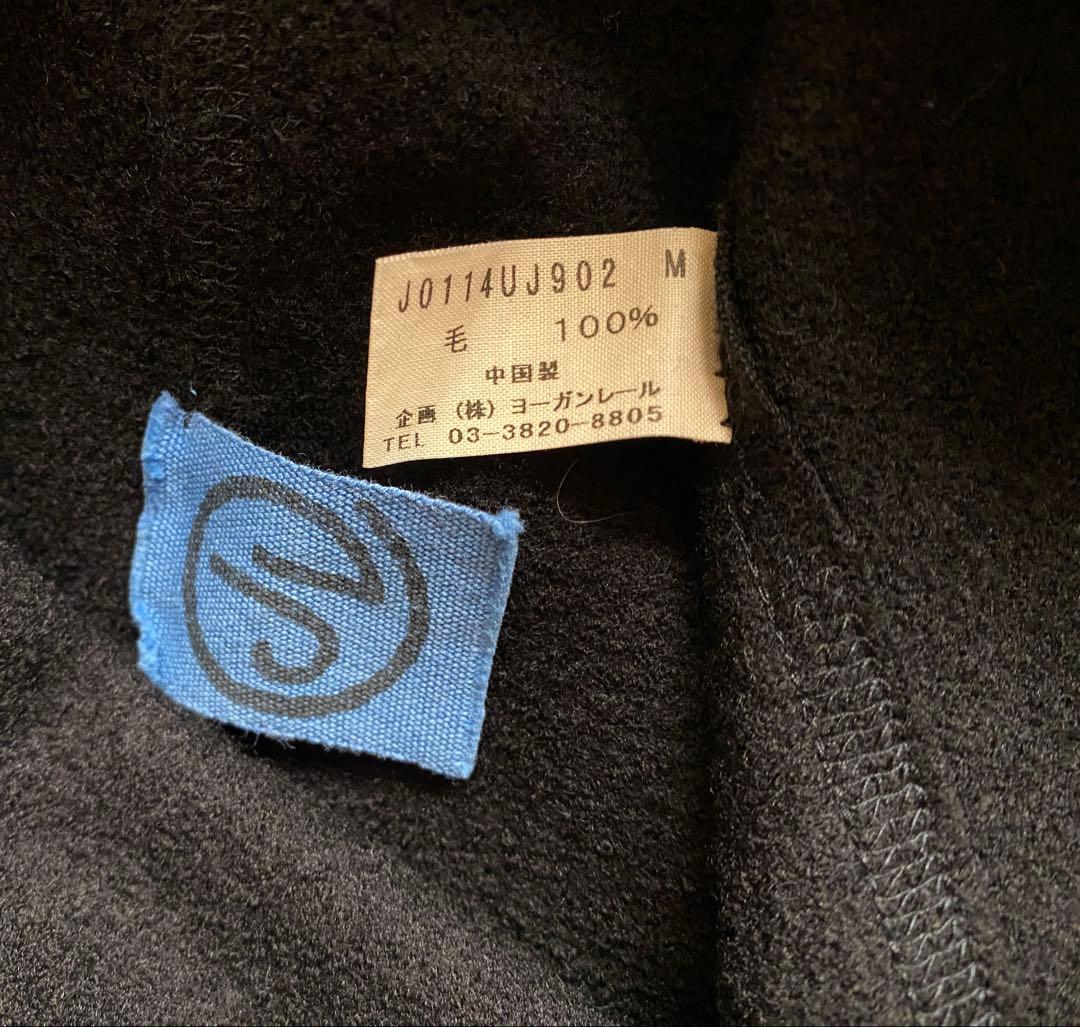 J0114UJ902 M
毛 100%
中国製
企画 (株) ヨーガンレール
TEL 03-3820-8805